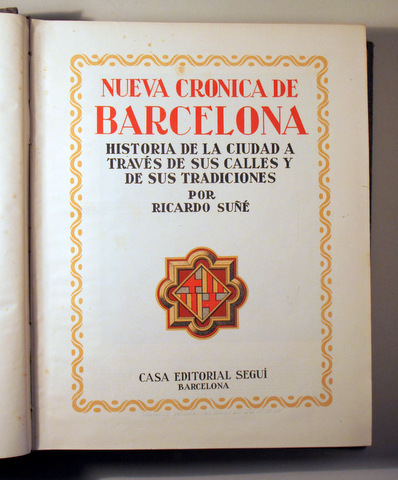 NUEVA CRONICA DE
BARCELONA
HISTORIA DE LA CIUDAD A
TRAVÉS DE SUS CALLES Y
DE SUS TRADICIONES
POR
RICARDO SUÑÉ
CASA EDITORIAL SEGUÍ
BARCELONA